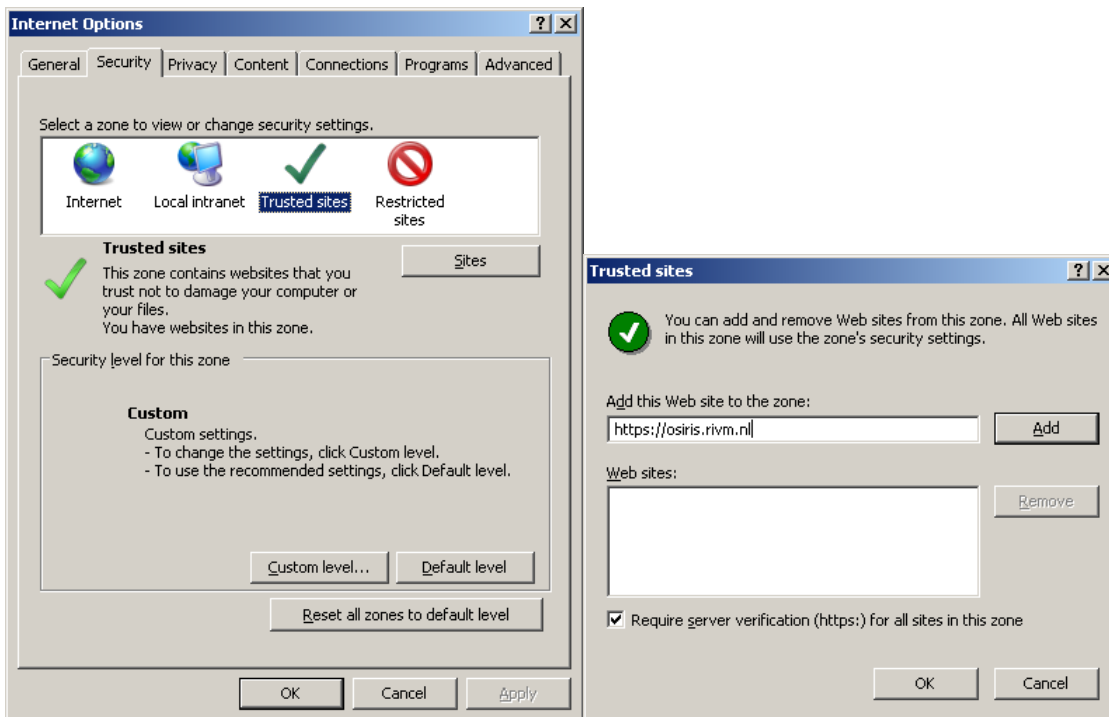 Internet Options
General Security Privacy Content Connections Programs Advanced
Select a zone to view or change security settings.
Internet Local intranet Trusted sites Restricted
sites
Trusted sites
Sites
This zone contains websites that you
trust not to damage your computer or
your files.
You have websites in this zone.
Security level for this zone
Custom
Custom settings.
- To change the settings, click Custom level.
- To use the recommended settings, click Default level.
Custom level... Default level
Reset all zones to default level
OK Cancel Apply
Trusted sites
You can add and remove Web sites from this zone. All Web sites
in this zone will use the zone's security settings.
Add this Web site to the zone:
https://osiris.rivm.nl Add
Web sites:
Remove
Require server verification (https:) for all sites in this zone
OK Cancel